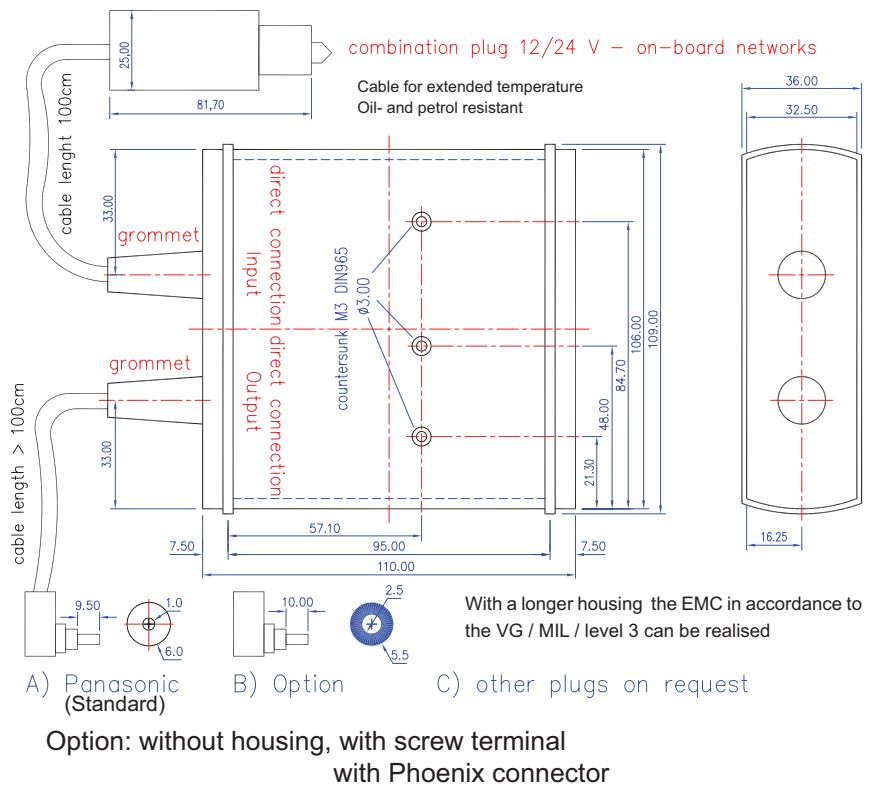 combination plug 12/24 V – on-board networks
Cable for extended temperature
Oil- and petrol resistant
25,00
81,70
cable lenght 100cm
36.00
32.50
33.00
grommet
direct connection direct connection
Input
Output
countersunk M3 DIN965
ø3.00
grommet
33.00
cable length > 100cm
21.30
48.00
84.70
106.00
109.00
57.10
7.50
95.00
7.50
110.00
16.25
9.50
1.0
6.0
10.00
2.5
5.5
With a longer housing the EMC in accordance to
the VG / MIL / level 3 can be realised
A) Panasonic
(Standard)
B) Option
C) other plugs on request
Option: without housing, with screw terminal
with Phoenix connector